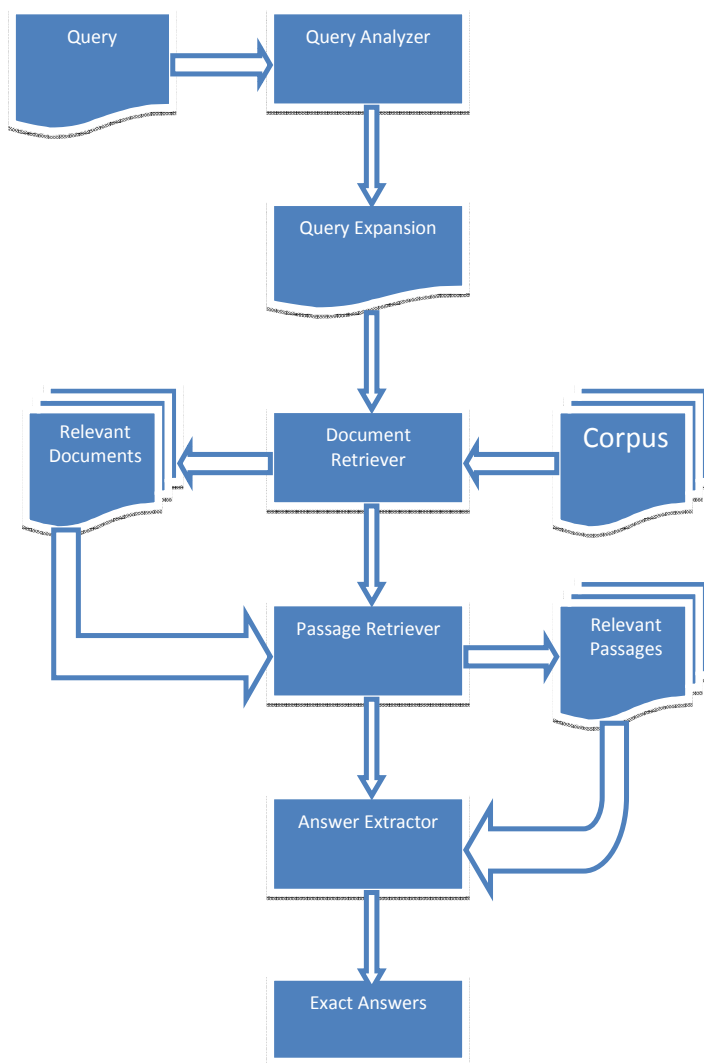 Query
Query Analyzer
Query Expansion
Relevant
Documents
Document
Retriever
Corpus
Passage Retriever
Relevant
Passages
Answer Extractor
Exact Answers